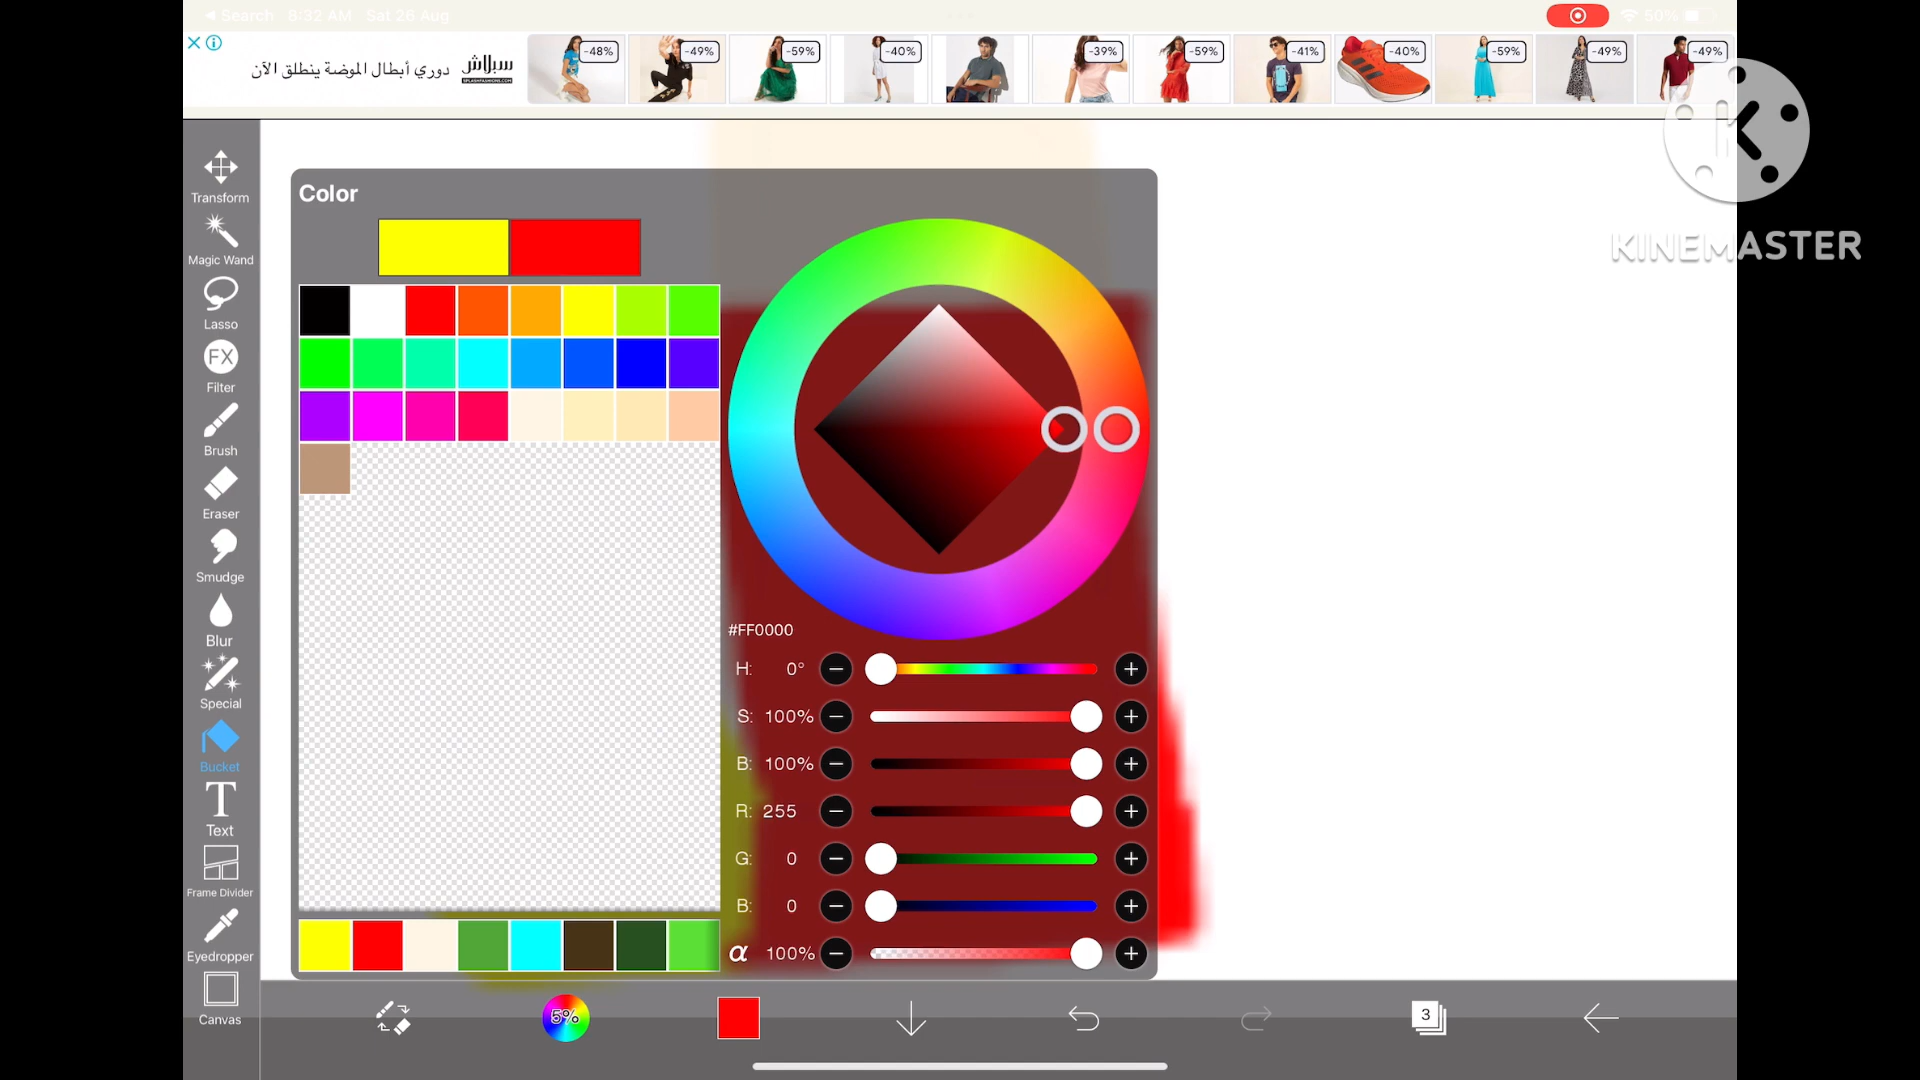 Search 8:32 AM Sat 26 Aug
50%
دوري أبطال الموضة ينطلق الآن
سبلاش
SPLASHFASHIONS.COM
-48%
-49%
-59%
-40%
-39%
-59%
-41%
-40%
-59%
-49%
-49%
K
KINEMASTER
Transform
Magic Wand
Lasso
FX
Filter
Brush
Eraser
Smudge
Blur
Special
Bucket
T
Text
Frame Divider
Eyedropper
Canvas
Color
#FF0000
H: 0°
S: 100%
B: 100%
R: 255
G: 0
B: 0
α 100%
5%
3